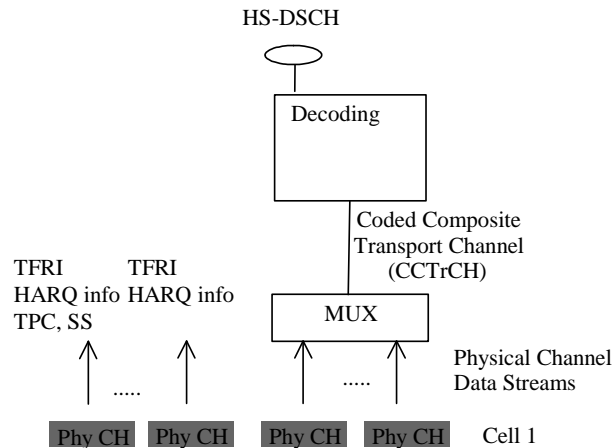 HS-DSCH
Decoding
Coded Composite
Transport Channel
(CCTrCH)
TFRI
HARQ info
TPC, SS
TFRI
HARQ info
MUX
Physical Channel
Data Streams
.....
.....
Phy CH
Phy CH
Phy CH
Phy CH
Cell 1